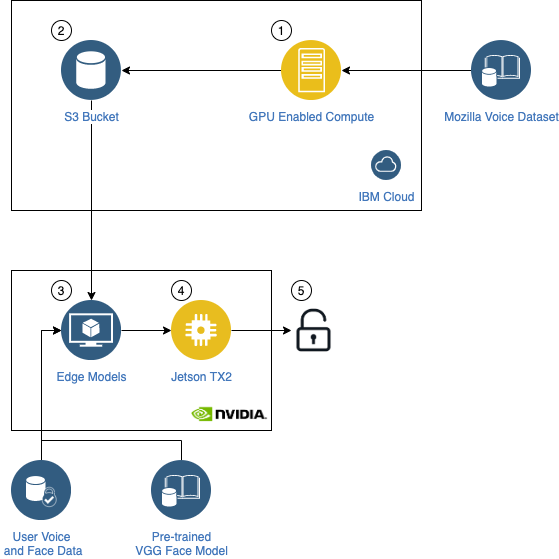 2
1
S3 Bucket
GPU Enabled Compute
Mozilla Voice Dataset
IBM Cloud
3
4
5
Edge Models
Jetson TX2
NVIDIA.
User Voice
and Face Data
Pre-trained
VGG Face Model